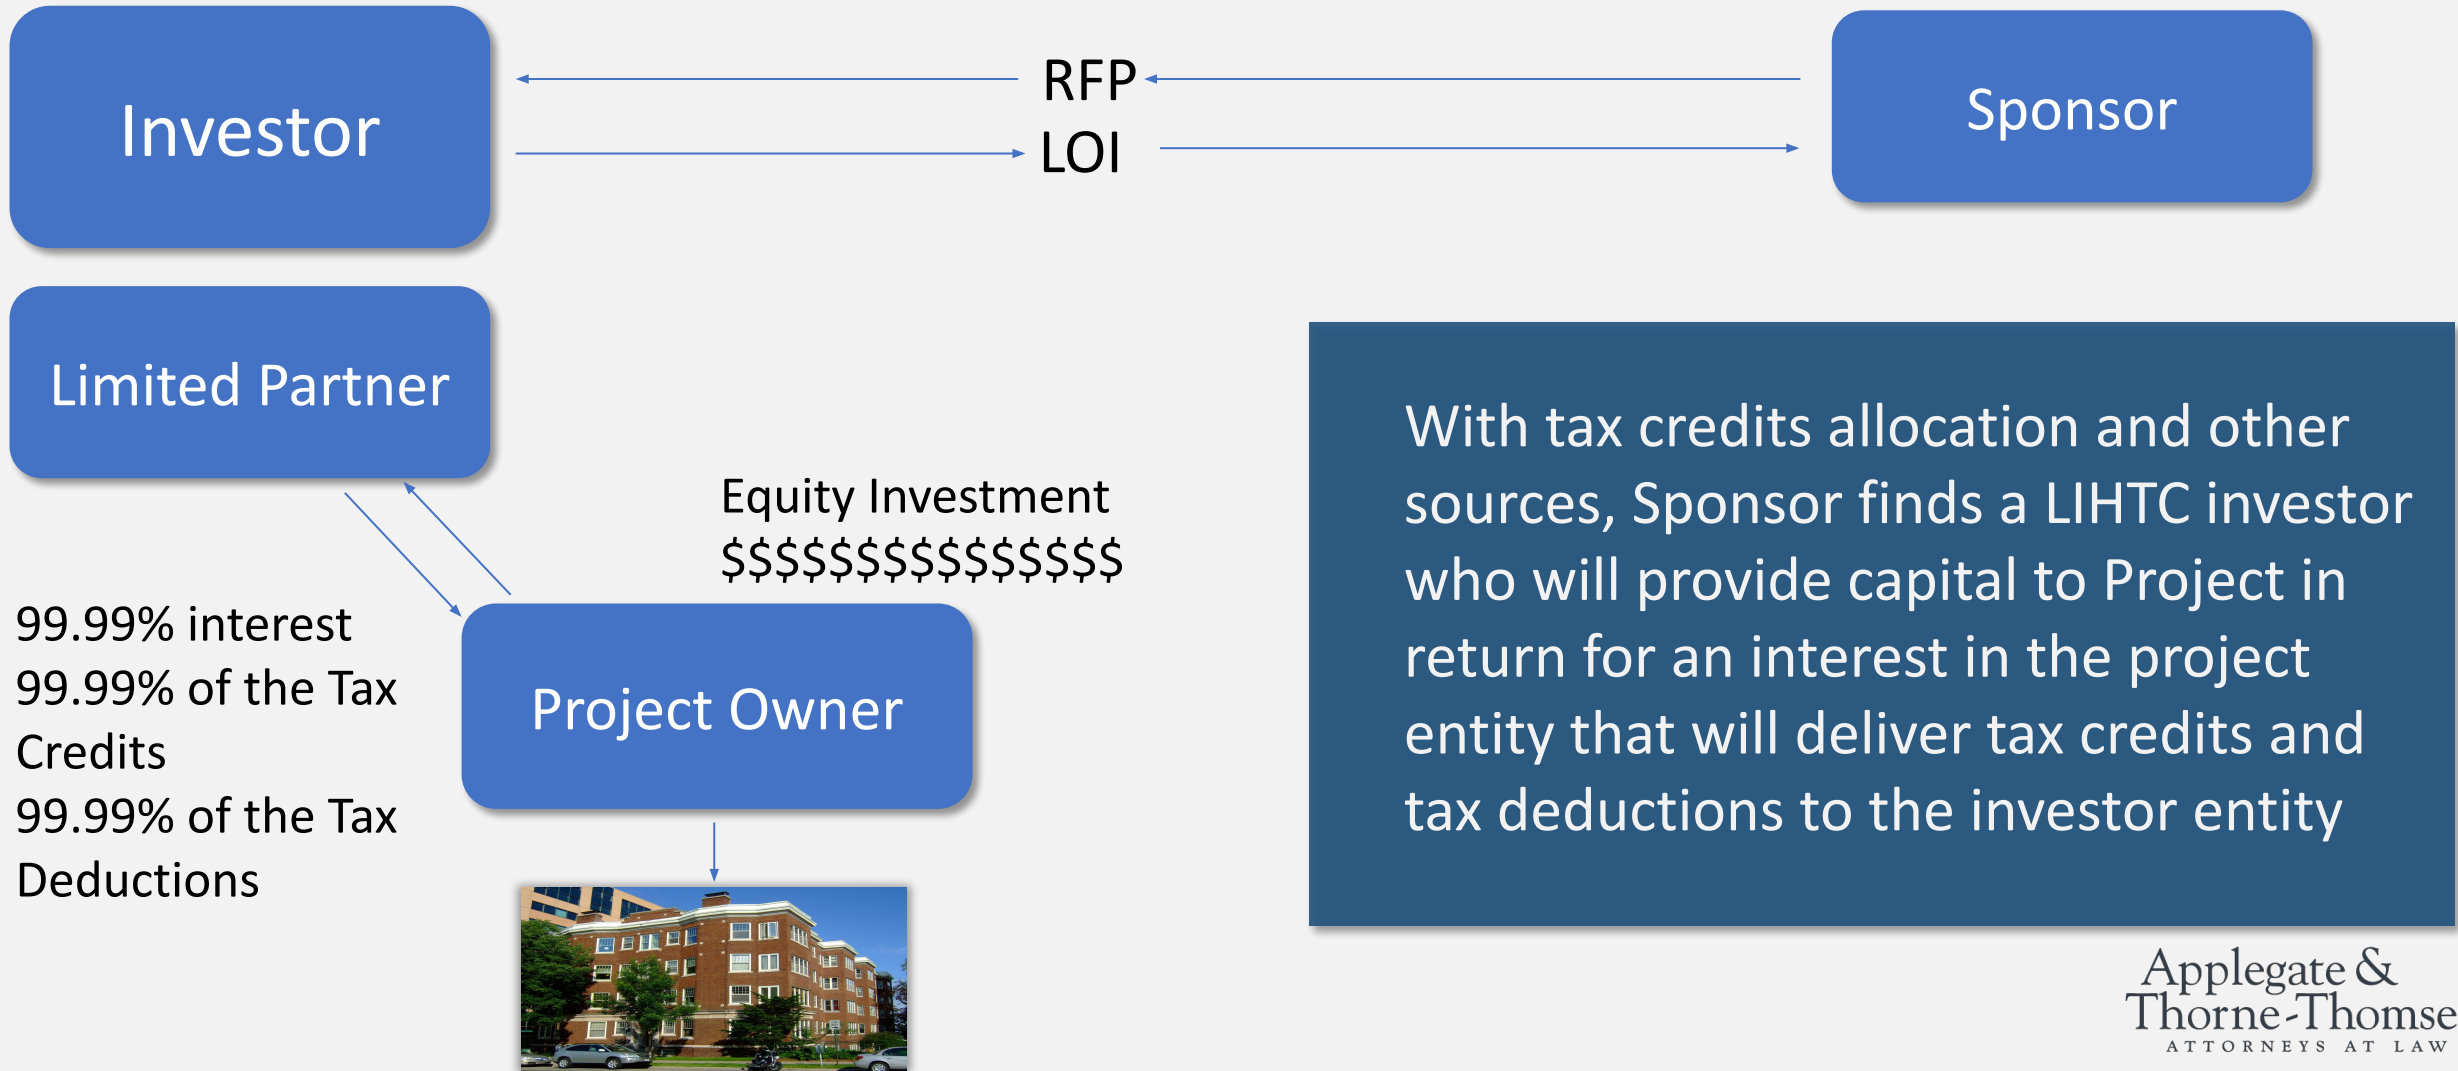 Investor
RFP
LOI
Sponsor
Limited Partner
Equity Investment
$$$$$$$$$$$$$$$
99.99% interest
99.99% of the Tax
Credits
99.99% of the Tax
Deductions
Project Owner
With tax credits allocation and other
sources, Sponsor finds a LIHTC investor
who will provide capital to Project in
return for an interest in the project
entity that will deliver tax credits and
tax deductions to the investor entity
Applegate &
Thorne-Thomse
ATTORNEYS AT LAW